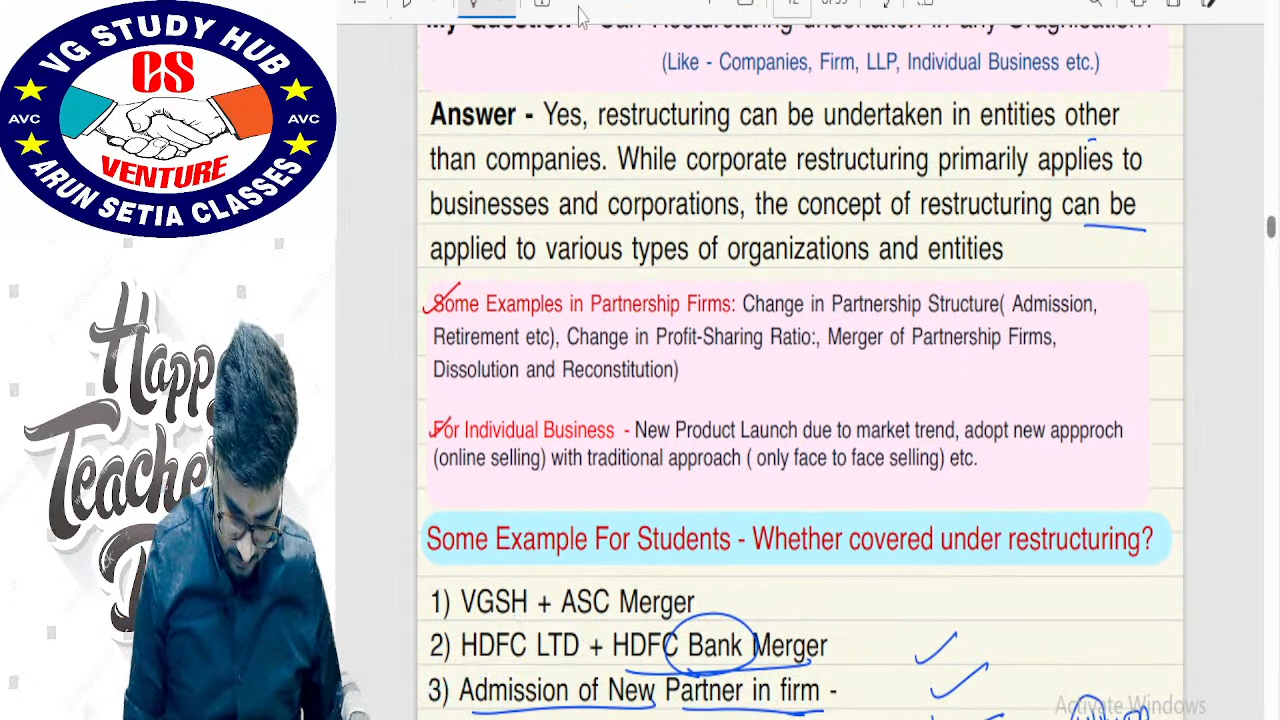 VG STUDY HUB
CS
AVC
AVC
VENTURE
ARUN SETIA CLASSES
Happy
Teache
(Like - Companies, Firm, LLP, Individual Business etc.)
Answer - Yes, restructuring can be undertaken in entities other
than companies. While corporate restructuring primarily applies to
businesses and corporations, the concept of restructuring can be
applied to various types of organizations and entities
Some Examples in Partnership Firms: Change in Partnership Structure( Admission,
Retirement etc), Change in Profit-Sharing Ratio:, Merger of Partnership Firms,
Dissolution and Reconstitution)
For Individual Business - New Product Launch due to market trend, adopt new appproch
(online selling) with traditional approach ( only face to face selling) etc.
Some Example For Students - Whether covered under restructuring?
1) VGSH + ASC Merger
2) HDFC LTD + HDFC Bank Merger
3) Admission of New Partner in firm -
Activate Windows